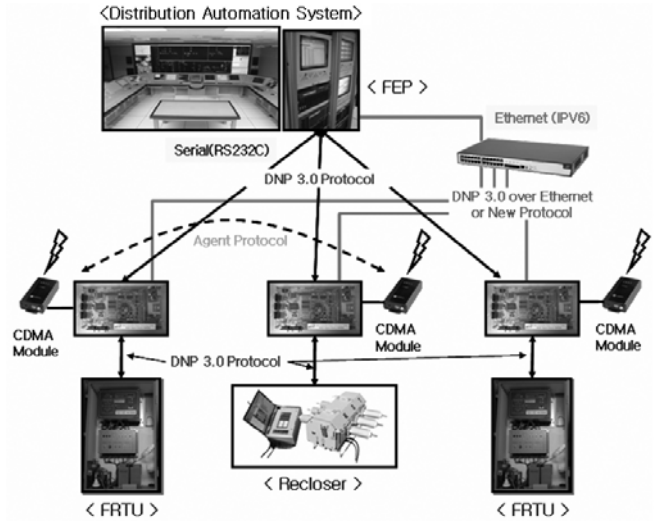 <Distribution Automation System>
< FEP >
Ethernet (IPV6)
Serial(RS232C)
DNP 3.0 Protocol
DNP 3.0 over Ethernet
or New Protocol
Agent Protocol
CDMA
Module
CDMA
Module
CDMA
Module
DNP 3.0 Protocol
< FRTU >
< Recloser >
< FRTU >